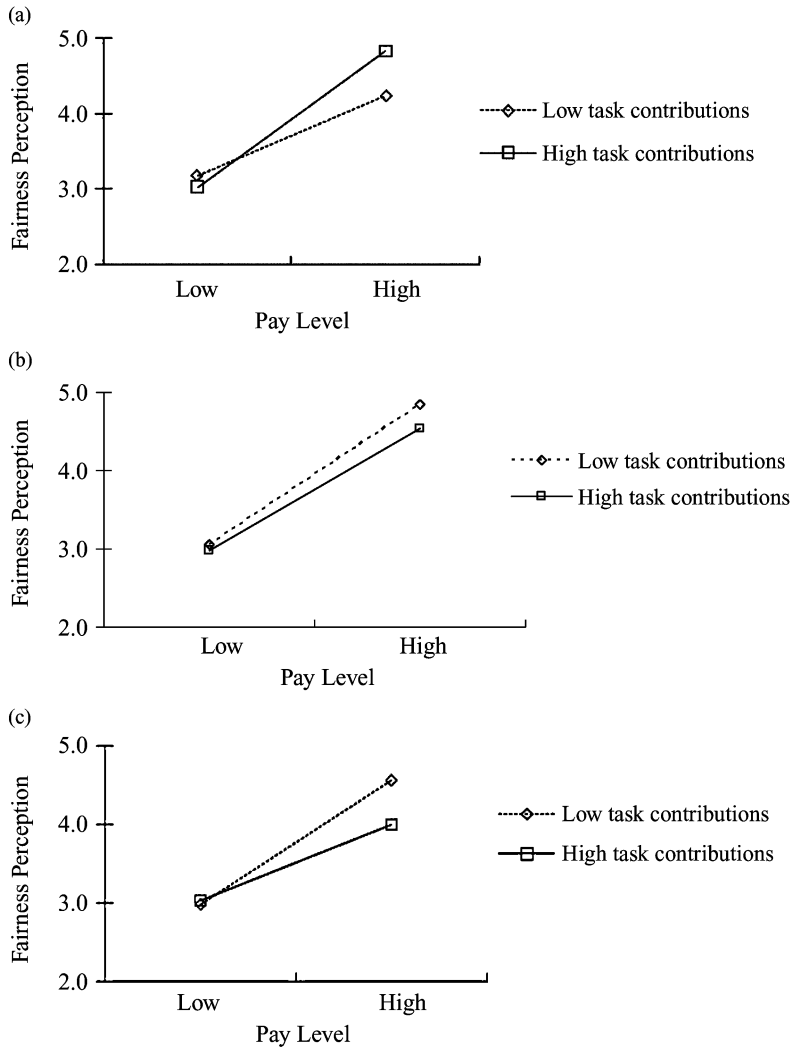 (a)
5.0
4.0
3.0
2.0
Fairness Perception
Low
High
Pay Level
Low task contributions
High task contributions
(b)
5.0
4.0
3.0
2.0
Fairness Perception
Low
High
Pay Level
Low task contributions
High task contributions
(c)
5.0
4.0
3.0
2.0
Fairness Perception
Low
High
Pay Level
Low task contributions
High task contributions